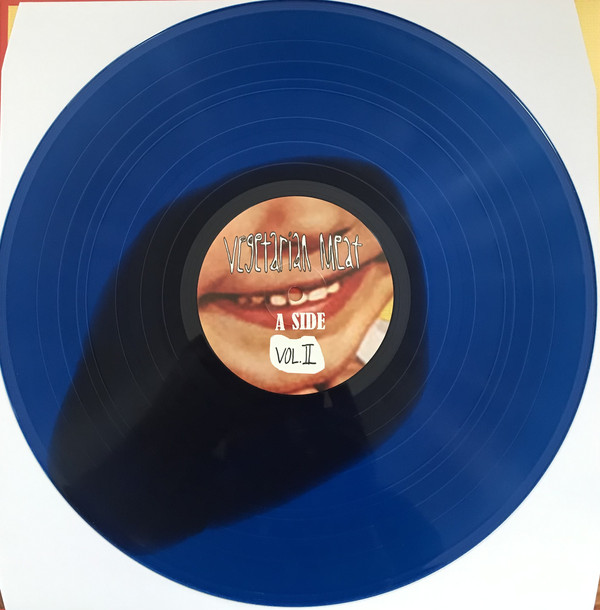 Vegetarian Meat
A SIDE
VOL. II